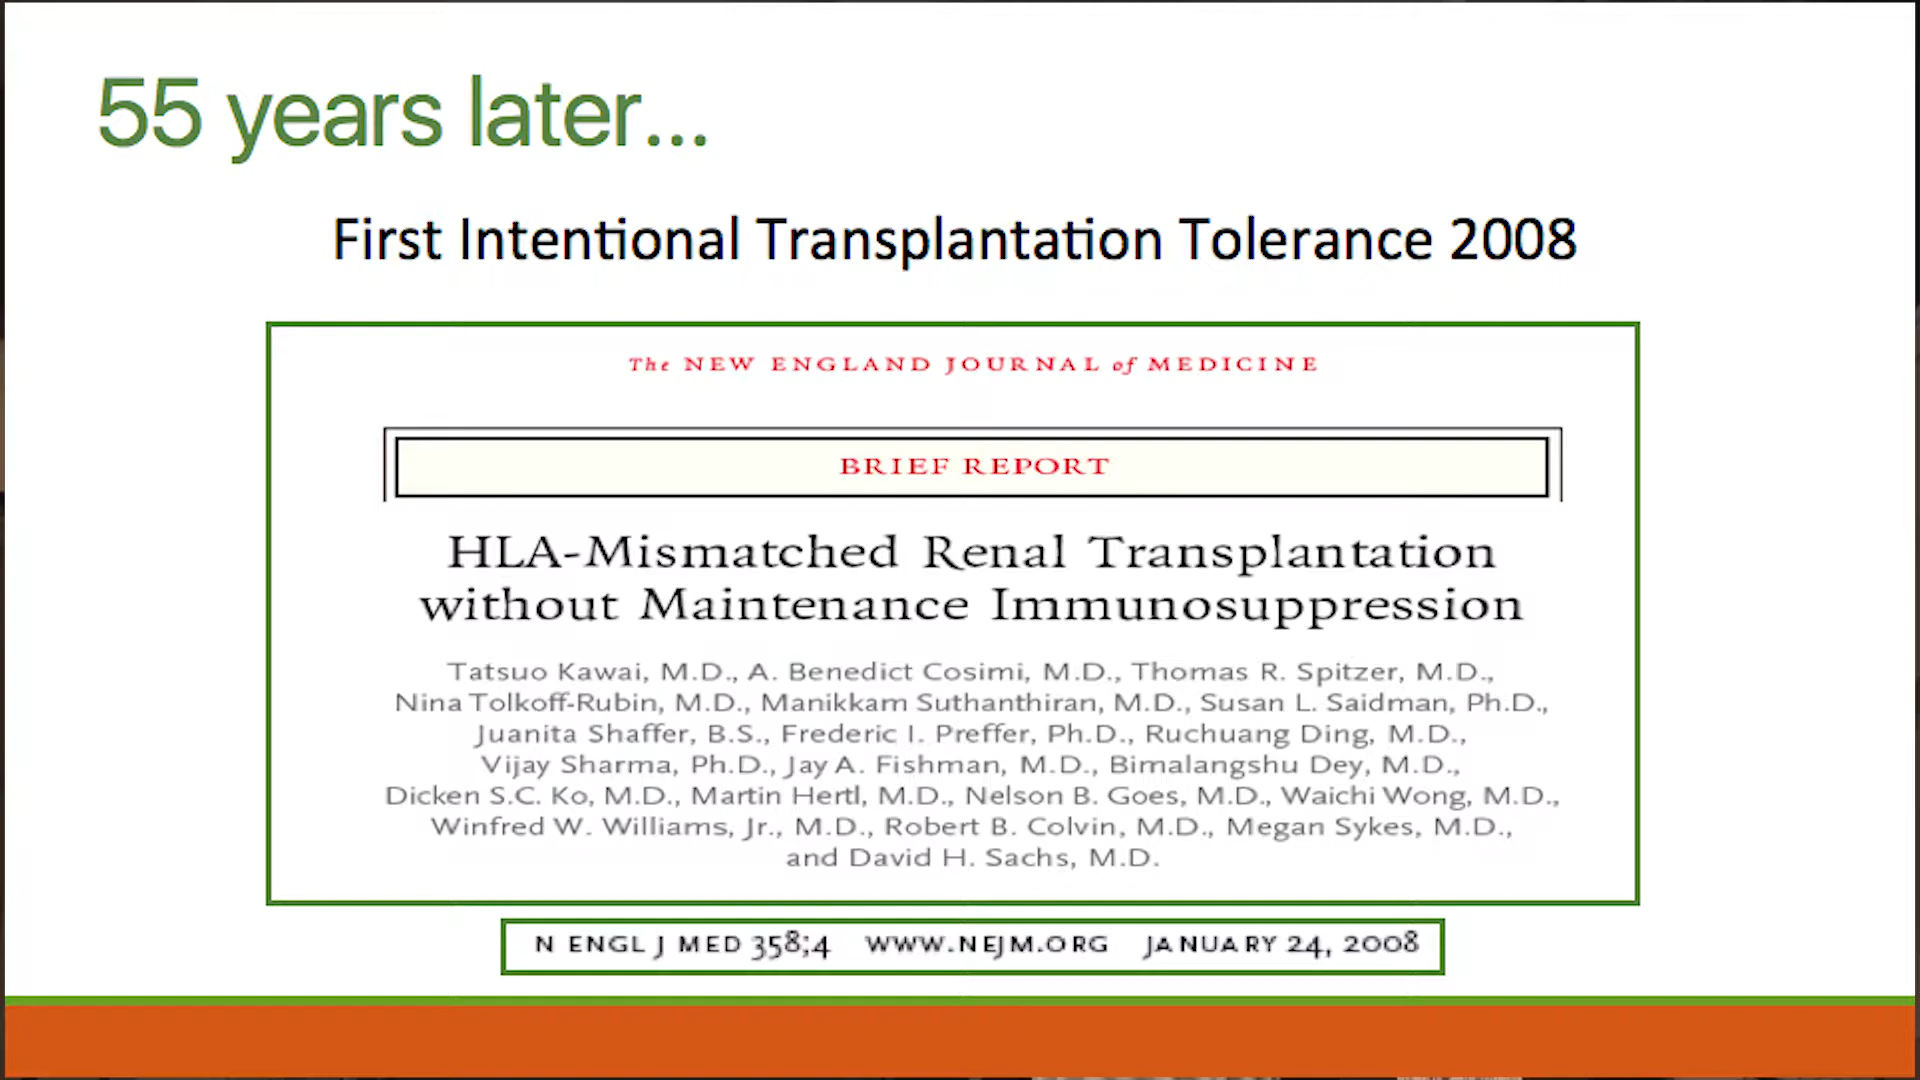 55 years later...
First Intentional Transplantation Tolerance 2008
The NEW ENGLAND JOURNAL of MEDICINE
BRIEF REPORT
HLA-Mismatched Renal Transplantation
without Maintenance Immunosuppression
Tatsuo Kawai, M.D., A. Benedict Cosimi, M.D., Thomas R. Spitzer, M.D.,
Nina Tolkoff-Rubin, M.D., Manikkam Suthanthiran, M.D., Susan L. Saidman, Ph.D.,
Juanita Shaffer, B.S., Frederic I. Preffer, Ph.D., Ruchuang Ding, M.D.,
Vijay Sharma, Ph.D., Jay A. Fishman, M.D., Bimalangshu Dey, M.D.,
Dicken S.C. Ko, M.D., Martin Hertl, M.D., Nelson B. Goes, M.D., Waichi Wong, M.D.,
Winfred W. Williams, Jr., M.D., Robert B. Colvin, M.D., Megan Sykes, M.D.,
and David H. Sachs, M.D.
N ENGL J MED 358;4 WWW.NEJM.ORG JANUARY 24, 2008